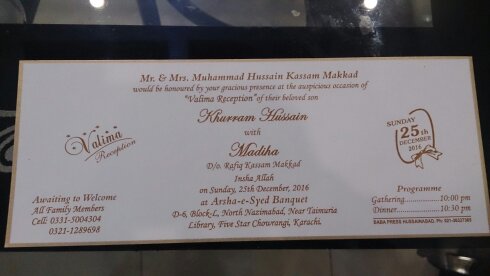 Mr. & Mrs. Muhammad Hussain Kassam Makkad
would be honoured by your gracious presence at the auspicious occasion of
"Valima Reception" of their beloved son
Khurram Hussain
with
Madiha
D/o. Rafiq Kassam Makkad
Insha Allah
on Sunday, 25th December, 2016
at Arsha-e-Syed Banquet
D-6, Block-L, North Nazimabad, Near Taimuria
Library, Five Star Chowrangi, Karachi.
Valima
Reception
Awaiting to Welcome
All Family Members
Cell: 0331-5004304
0321-1289698
SUNDAY
25th
DECEMBER
2016
Programme
Gathering..................10:00 pm
Dinner......................10:30 pm
BABA PRESS HUSSAINABAD, Ph: 021-36337365